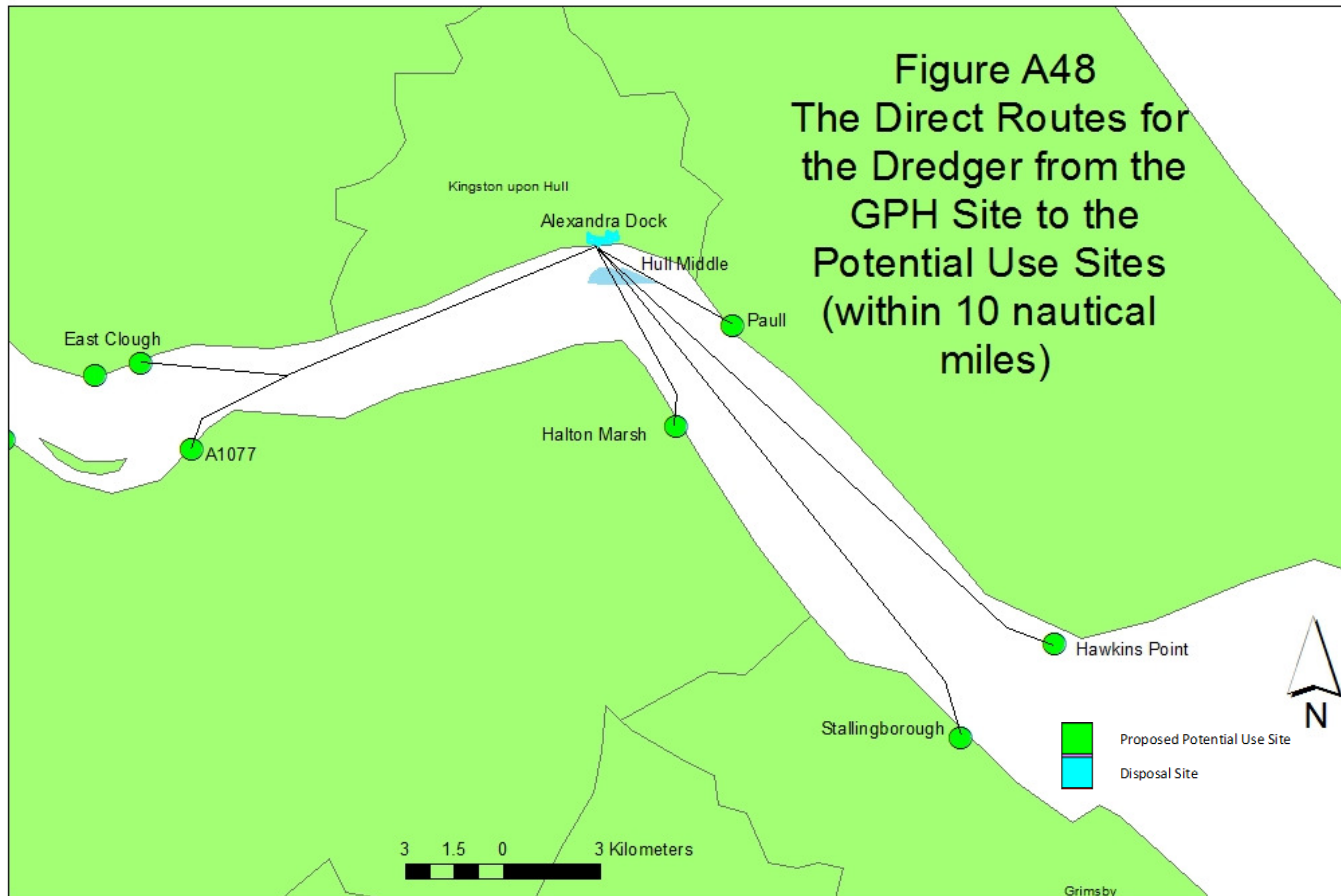 Figure A48
The Direct Routes for
the Dredger from the
GPH Site to the
Potential Use Sites
(within 10 nautical
miles)
Kingston upon Hull
Alexandra Dock
Hull Middle
Paull
East Clough
A1077
Halton Marsh
Hawkins Point
Stallingborough
N
Proposed Potential Use Site
Disposal Site
3 1.5 0 3 Kilometers
Grimsby